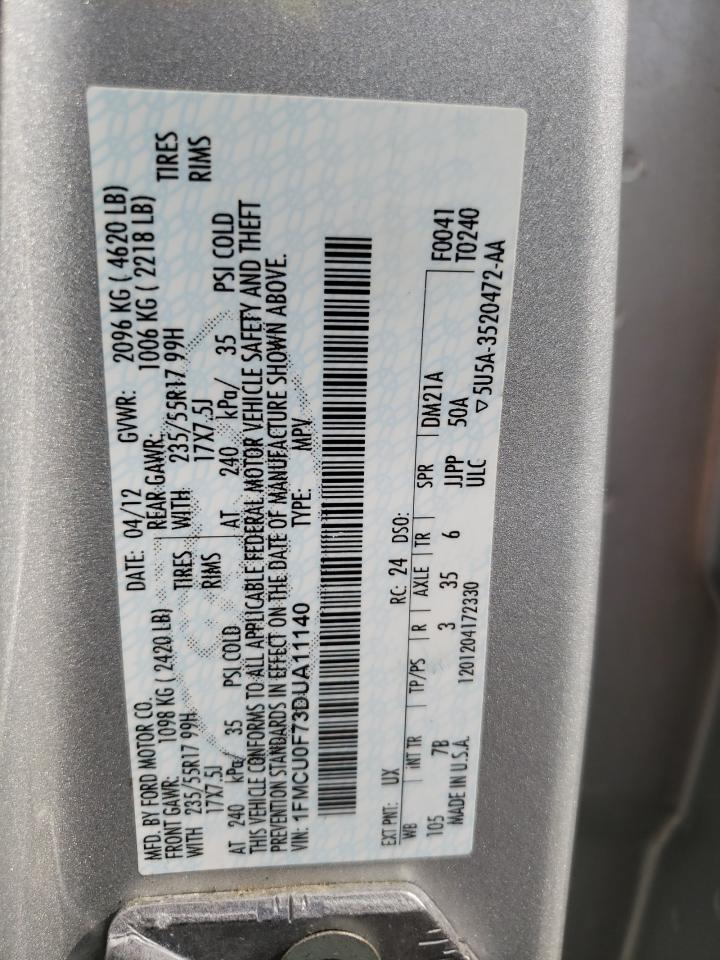 MFD. BY FORD MOTOR CO. DATE: 04/12 GVWR: 2096 KG ( 4620 LB)
FRONT GAWR: 1098 KG ( 2420 LB) REAR GAWR: 1006 KG ( 2218 LB)
WITH 235/55R17 99H TIRES WITH 235/55R17 99H TIRES
17X7.5J RIMS 17X7.5J RIMS
AT 240 kPa/ 35 PSI COLD AT 240 kPa/ 35 PSI COLD
THIS VEHICLE CONFORMS TO ALL APPLICABLE FEDERAL MOTOR VEHICLE SAFETY AND THEFT
PREVENTION STANDARDS IN EFFECT ON THE DATE OF MANUFACTURE SHOWN ABOVE.
VIN: 1FMCU0F73DUA11140 TYPE: MPV
EXT PNT: UX RC: 24 DSO: F0041
WB INT TR TP/PS R AXLE TR SPR DM21A T0240
105 7B 3 35 6 JJPP 50A
MADE IN U.S.A. 1201204172330 ULC
▽5U5A-3520472-AA